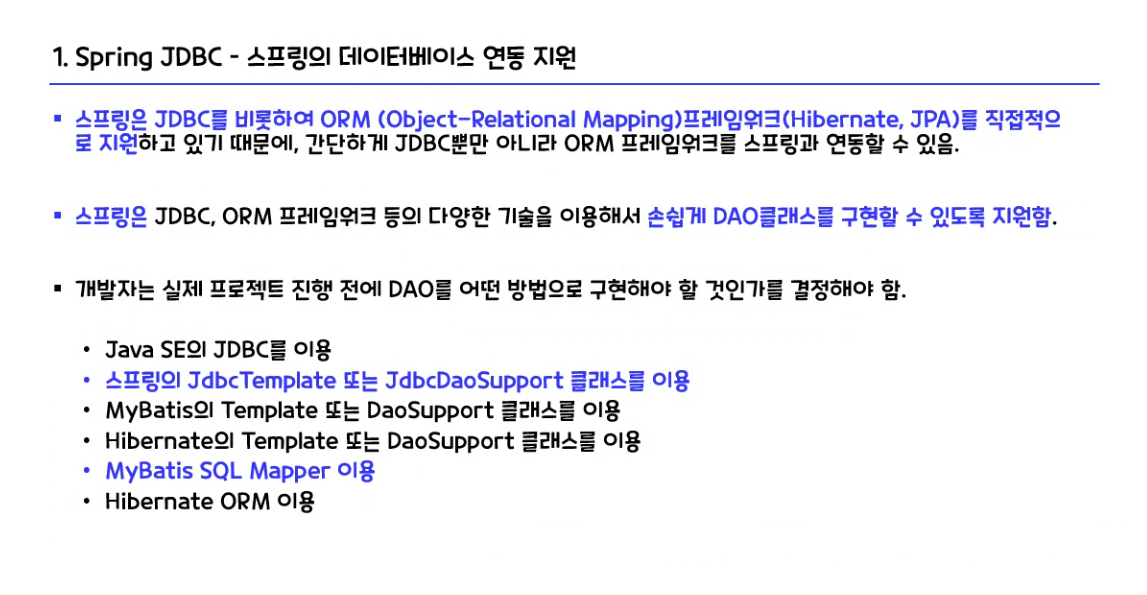 1. Spring JDBC - 스프링의 데이터베이스 연동 지원
▪ 스프링은 JDBC를 비롯하여 ORM (Object-Relational Mapping)프레임워크(Hibernate, JPA)를 직접적으
로 지원하고 있기 때문에, 간단하게 JDBC뿐만 아니라 ORM 프레임워크를 스프링과 연동할 수 있음.
▪ 스프링은 JDBC, ORM 프레임워크 등의 다양한 기술을 이용해서 손쉽게 DAO클래스를 구현할 수 있도록 지원함.
▪ 개발자는 실제 프로젝트 진행 전에 DAO를 어떤 방법으로 구현해야 할 것인가를 결정해야 함.
• Java SE의 JDBC를 이용
• 스프링의 JdbcTemplate 또는 JdbcDaoSupport 클래스를 이용
• MyBatis의 Template 또는 DaoSupport 클래스를 이용
• Hibernate의 Template 또는 DaoSupport 클래스를 이용
• MyBatis SQL Mapper 이용
• Hibernate ORM 이용